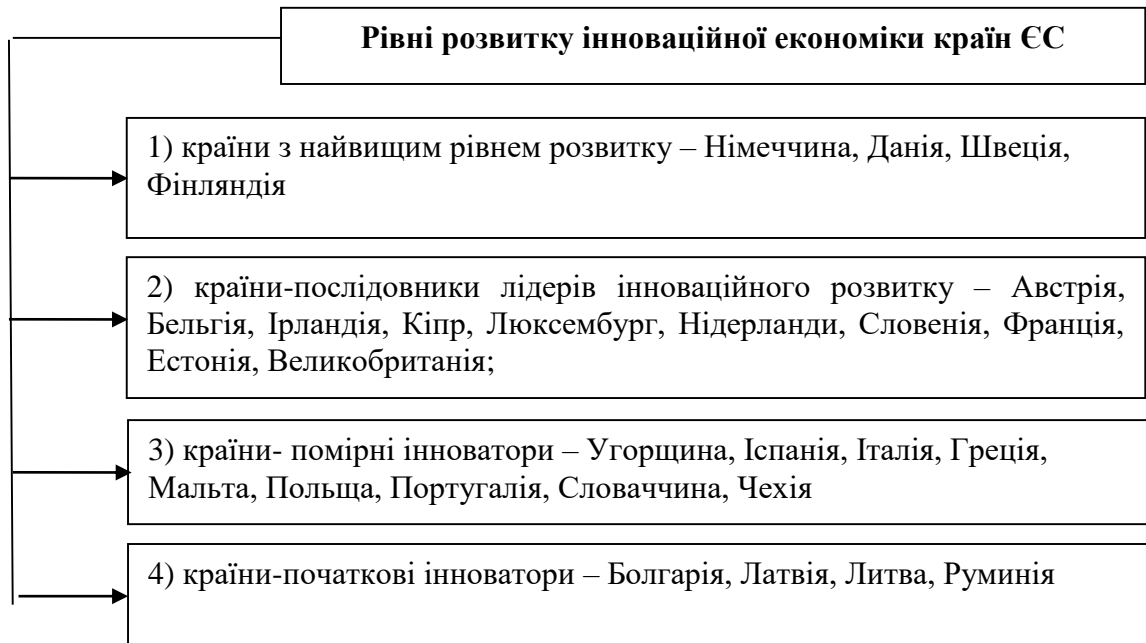 Рівні розвитку інноваційної економіки країн ЄС
1) країни з найвищим рівнем розвитку – Німеччина, Данія, Швеція,
Фінляндія
2) країни-послідовники лідерів інноваційного розвитку – Австрія,
Бельгія, Ірландія, Кіпр, Люксембург, Нідерланди, Словенія, Франція,
Естонія, Великобританія;
3) країни- помірні інноватори – Угорщина, Іспанія, Італія, Греція,
Мальта, Польща, Португалія, Словаччина, Чехія
4) країни-початкові інноватори – Болгарія, Латвія, Литва, Руминія